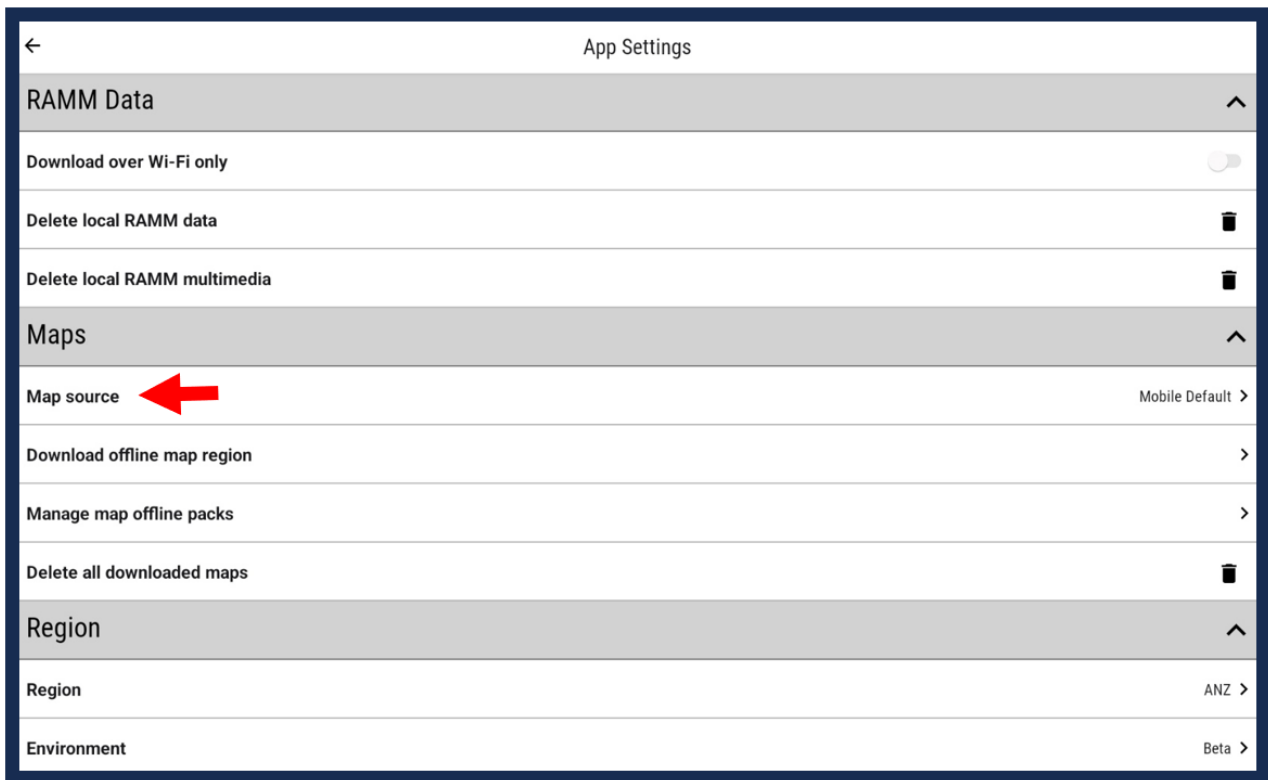 App Settings
RAMM Data
Download over Wi-Fi only
Delete local RAMM data
Delete local RAMM multimedia
Maps
Map source Mobile Default
Download offline map region
Manage map offline packs
Delete all downloaded maps
Region
Region ANZ
Environment Beta